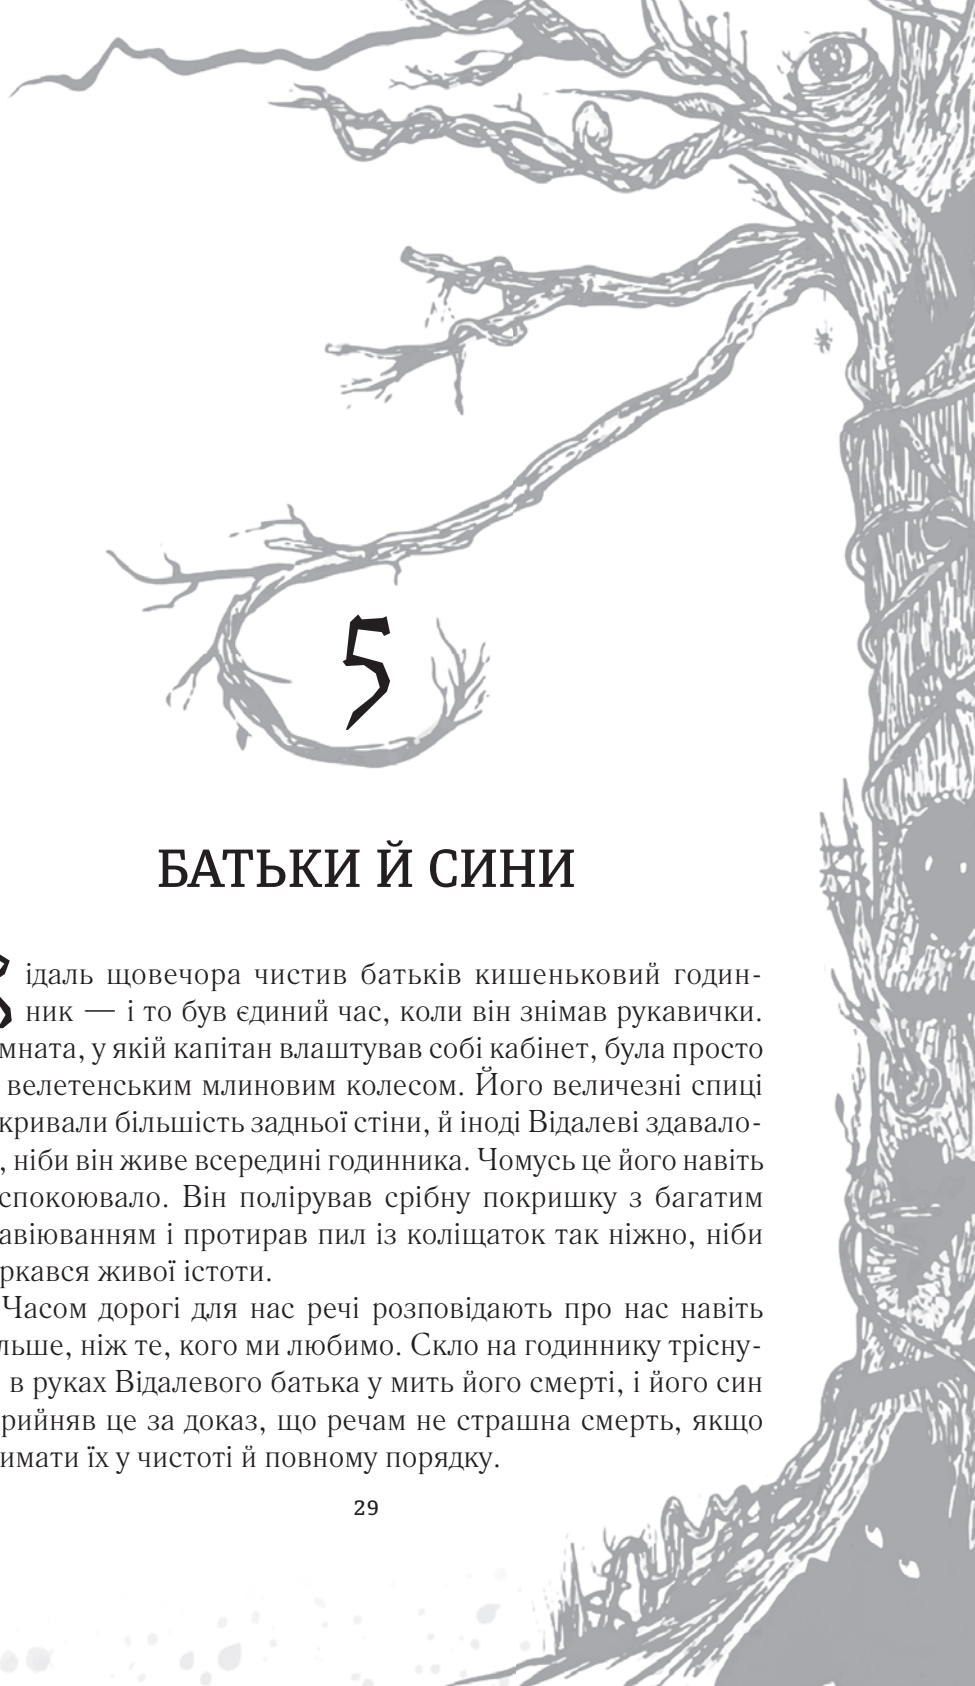 5
БАТЬКИ Й СИНИ
ідаль щовечора чистив батьків кишеньковий годин-
ник — і то був єдиний час, коли він знімав рукавички.
мната, у якій капітан влаштував собі кабінет, була просто
велетенським млиновим колесом. Його величезні спиці
кривали більшість задньої стіни, й іноді Відалеві здавало-
, ніби він живе всередині годинника. Чомусь це його навіть
спокоювало. Він полірував срібну покришку з багатим
авіюванням і протирав пил із коліщаток так ніжно, ніби
ркався живої істоти.
Часом дорогі для нас речі розповідають про нас навіть
льше, ніж те, кого ми любимо. Скло на годиннику трісну-
в руках Відалевого батька у мить його смерті, і його син
рийняв це за доказ, що речам не страшна смерть, якщо
имати їх у чистоті й повному порядку.
29